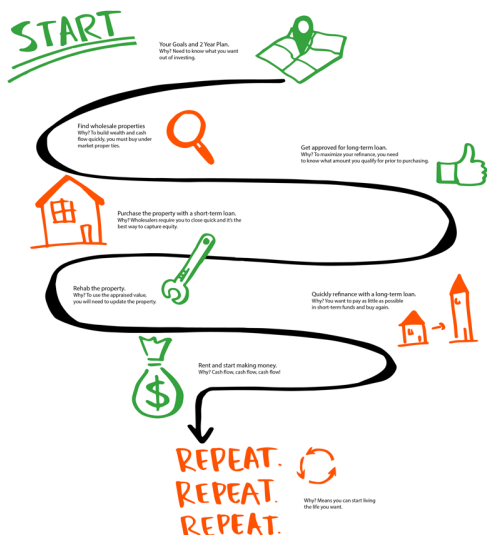 START
Your Goals and 2 Year Plan.
Why? Need to know what you want
out of investing.
Find wholesale properties
Why? To build wealth and cash
flow quickly, you must buy under
market proper ties.
Get approved for long-term loan.
Why? To maximize your refinance, you need
to know what amount you qualify for prior to purchasing.
Purchase the property with a short-term loan.
Why? Wholesalers require you to close quick and it's the
best way to capture equity.
Rehab the property.
Why? To use the appraised value,
you will need to update the property.
Quickly refinance with a long-term loan.
Why? You want to pay as little as possible
in short-term funds and buy again.
Rent and start making money.
Why? Cash flow, cash flow, cash flow!
$
REPEAT.
REPEAT.
REPEAT.
Why? Means you can start living
the life you want.